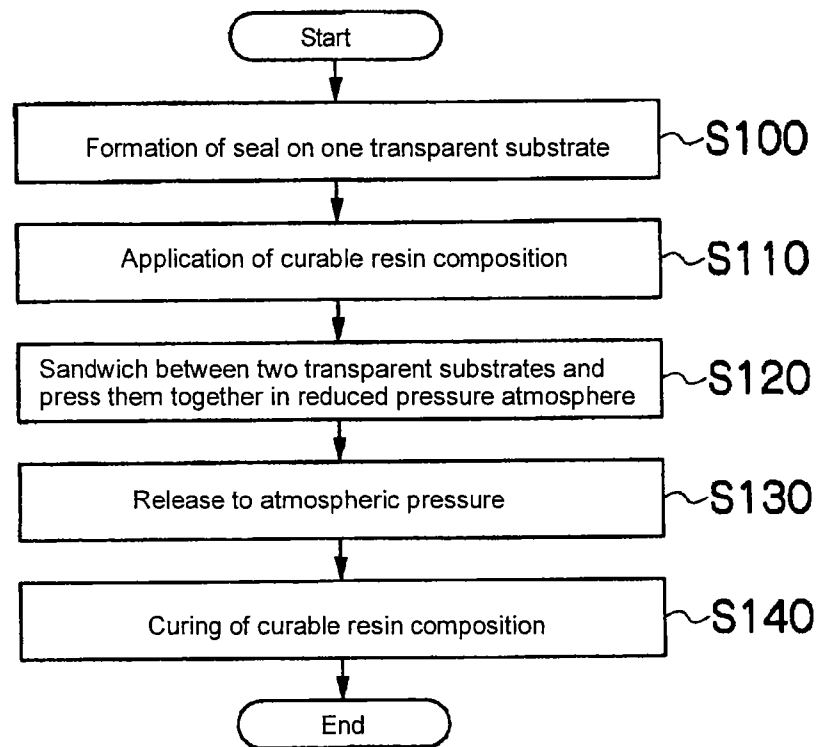 Start
Formation of seal on one transparent substrate
S100
Application of curable resin composition
S110
Sandwich between two transparent substrates and
press them together in reduced pressure atmosphere
S120
Release to atmospheric pressure
S130
Curing of curable resin composition
S140
End